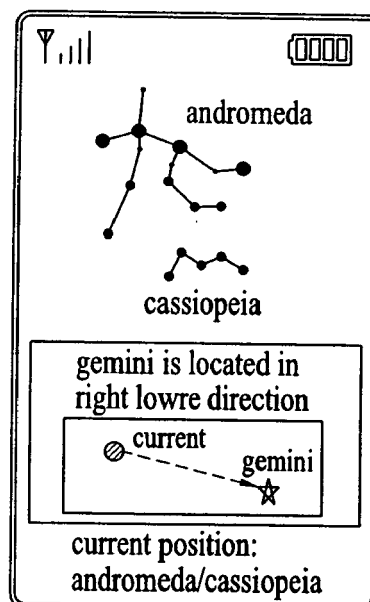 andromeda
cassiopeia
gemini is located in
right lowre direction
current
gemini
current position:
andromeda/cassiopeia